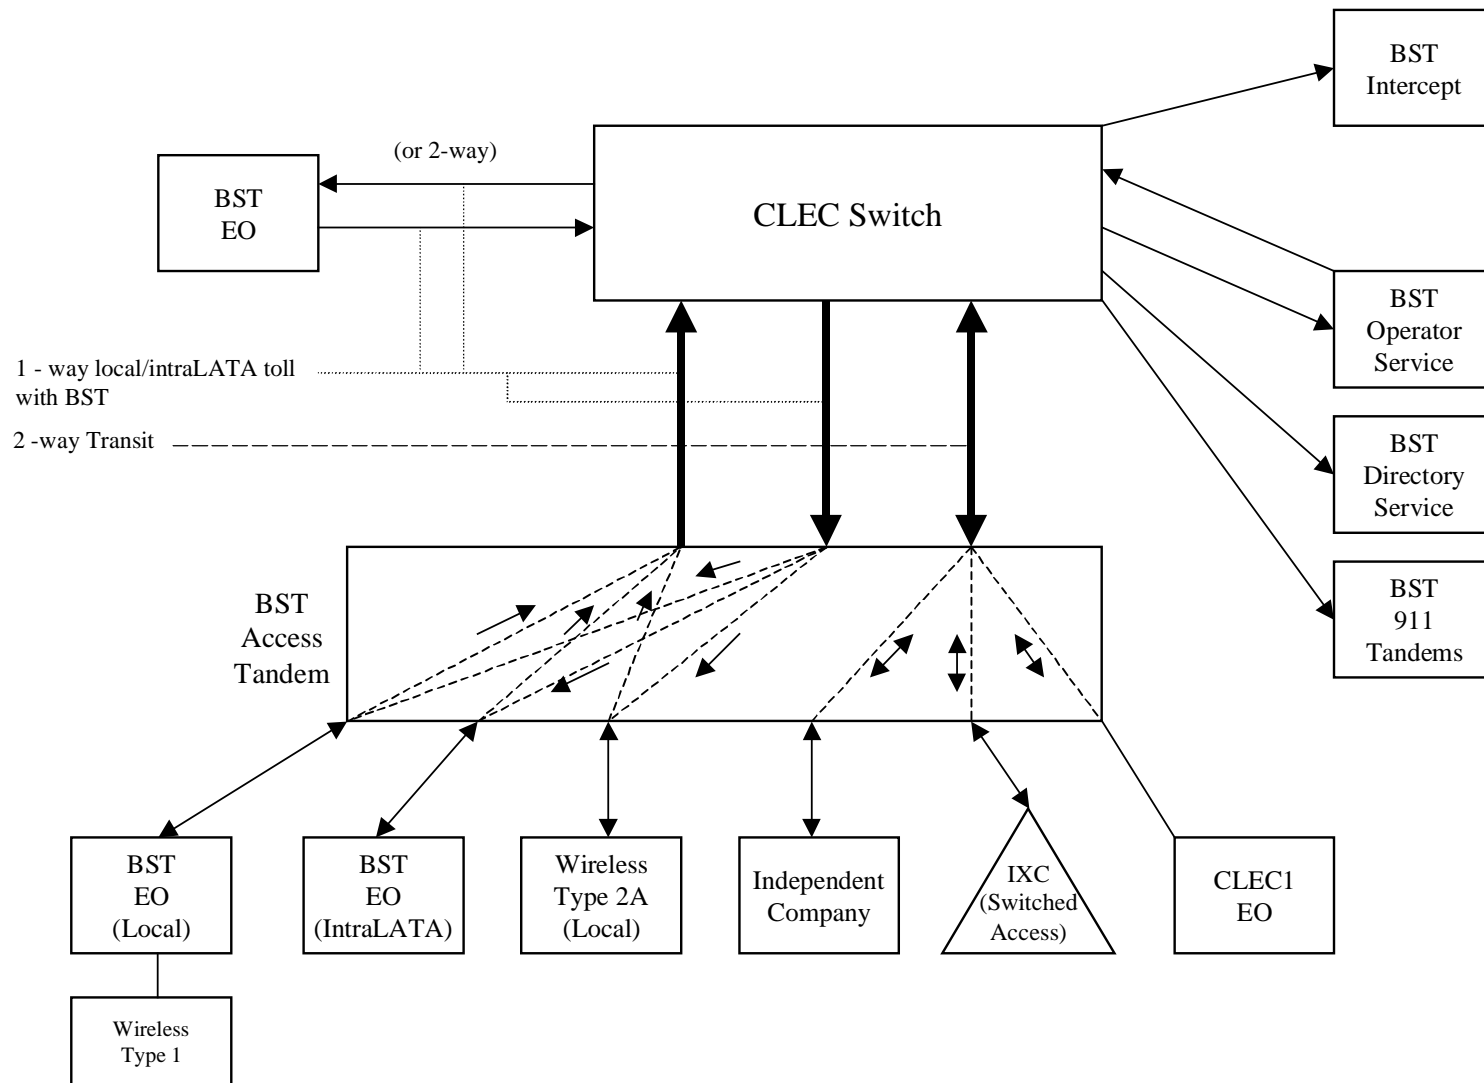 BST
Intercept
(or 2-way)
BST
EO
CLEC Switch
BST
Operator
Service
1 - way local/intraLATA toll
with BST
2 -way Transit
BST
Directory
Service
BST
911
Tandems
BST
Access
Tandem
BST
EO
(Local)
BST
EO
(IntraLATA)
Wireless
Type 2A
(Local)
Independent
Company
IXC
(Switched
Access)
CLEC1
EO
Wireless
Type 1